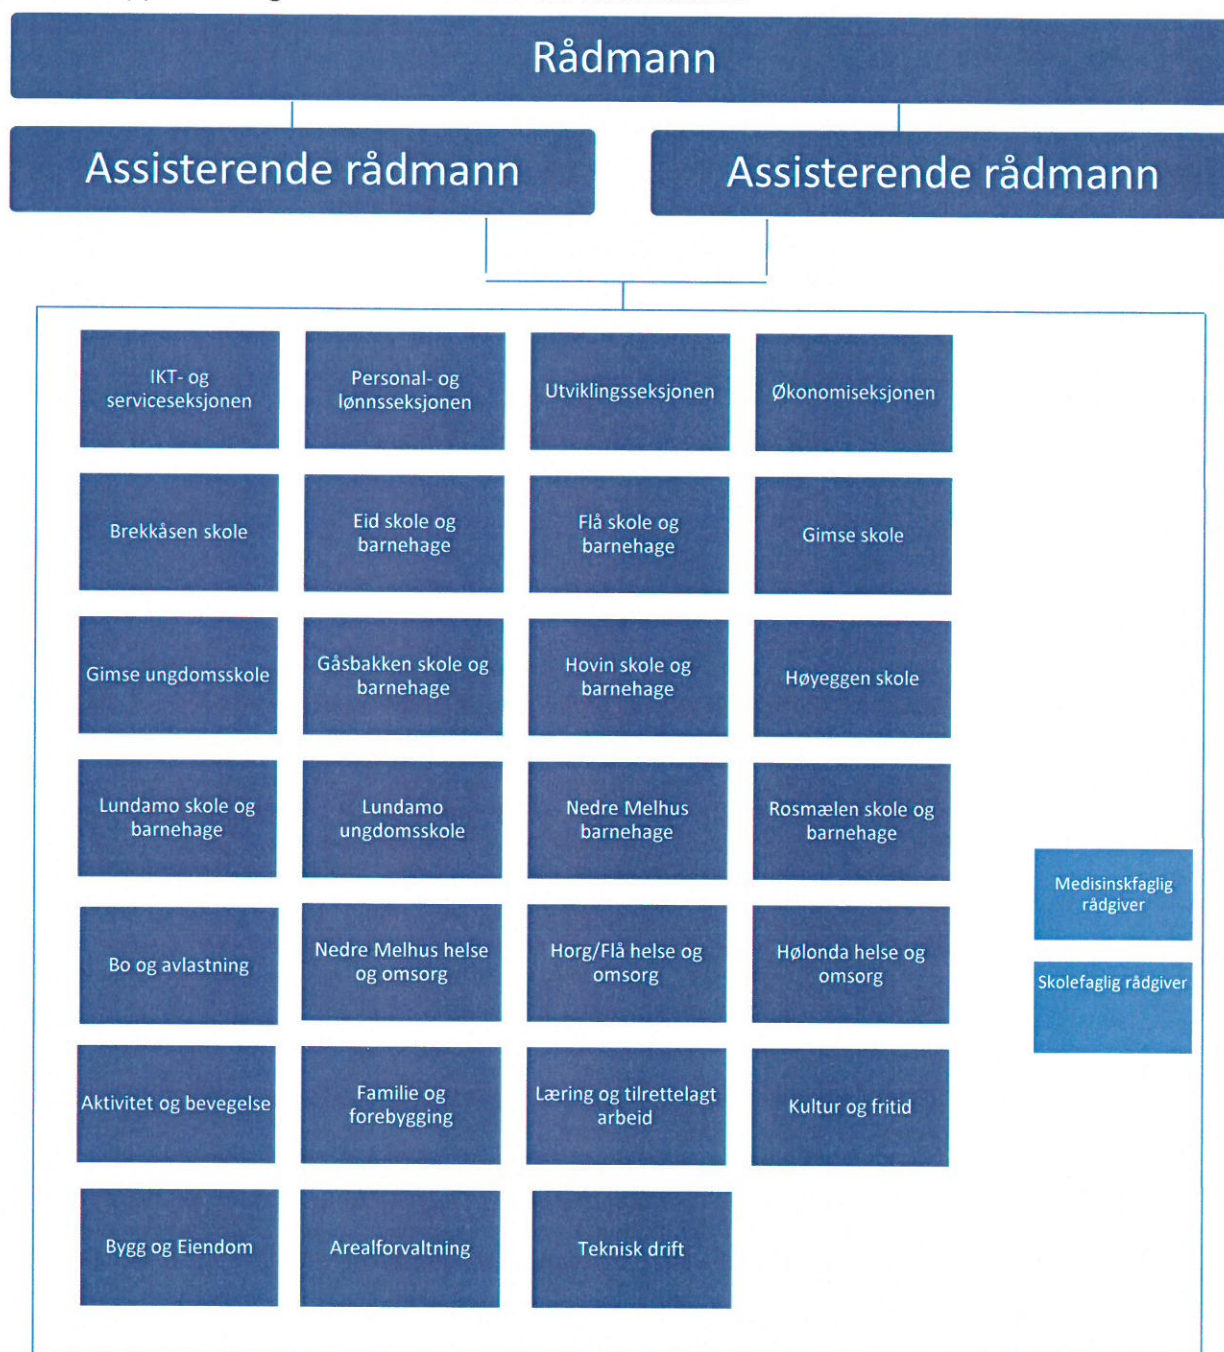 Rådmann
Assisterende rådmann
Assisterende rådmann
IKT- og
serviceseksjonen
Personal- og
lønnsseksjonen
Utviklingsseksjonen
Økonomiseksjonen
Brekkåsen skole
Eid skole og
barnehage
Flå skole og
barnehage
Gimse skole
Gimse ungdomsskole
Gåsbakken skole og
barnehage
Hovin skole og
barnehage
Høyeggen skole
Lundamo skole og
barnehage
Lundamo
ungdomsskole
Nedre Melhus
barnehage
Rosmælen skole og
barnehage
Medisinskfaglig
rådgiver
Bo og avlastning
Nedre Melhus helse
og omsorg
Horg/Flå helse og
omsorg
Hølonda helse og
omsorg
Skolefaglig rådgiver
Aktivitet og bevegelse
Familie og
forebygging
Læring og tilrettelagt
arbeid
Kultur og fritid
Bygg og Eiendom
Arealforvaltning
Teknisk drift